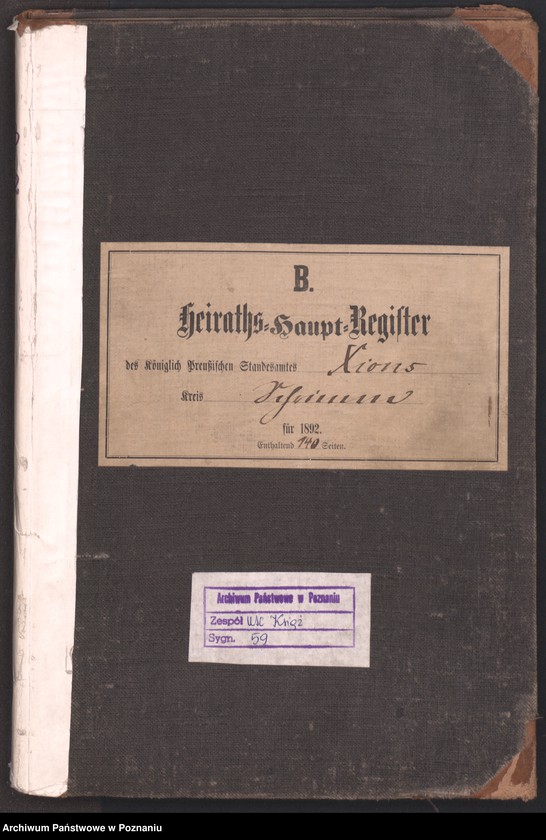 B.
Heiraths-Haupt-Register
des Königlich Preußischen Standesamtes Xions
Kreis Schrimm
für 1892.
Enthaltend 140 Seiten.
Archiwum Państwowe w Poznaniu
Zespół USC Książ
Sygn. 59
Archiwum Państwowe w Poznaniu